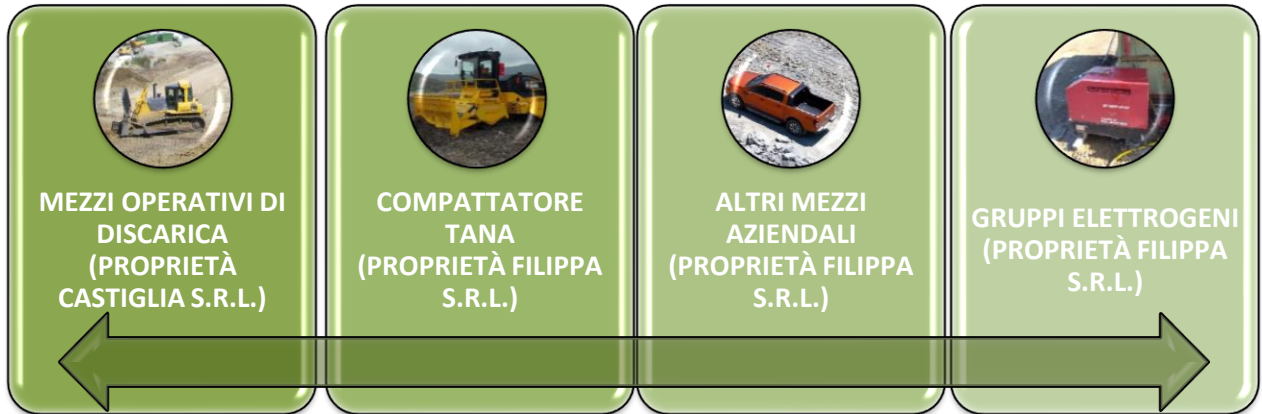 MEZZI OPERATIVI DI
DISCARICA
(PROPRIETÀ
CASTIGLIA S.R.L.)
COMPATTATORE
TANA
(PROPRIETÀ FILIPPA
S.R.L.)
ALTRI MEZZI
AZIENDALI
(PROPRIETÀ FILIPPA
S.R.L.)
GRUPPI ELETTROGENI
(PROPRIETÀ FILIPPA
S.R.L.)